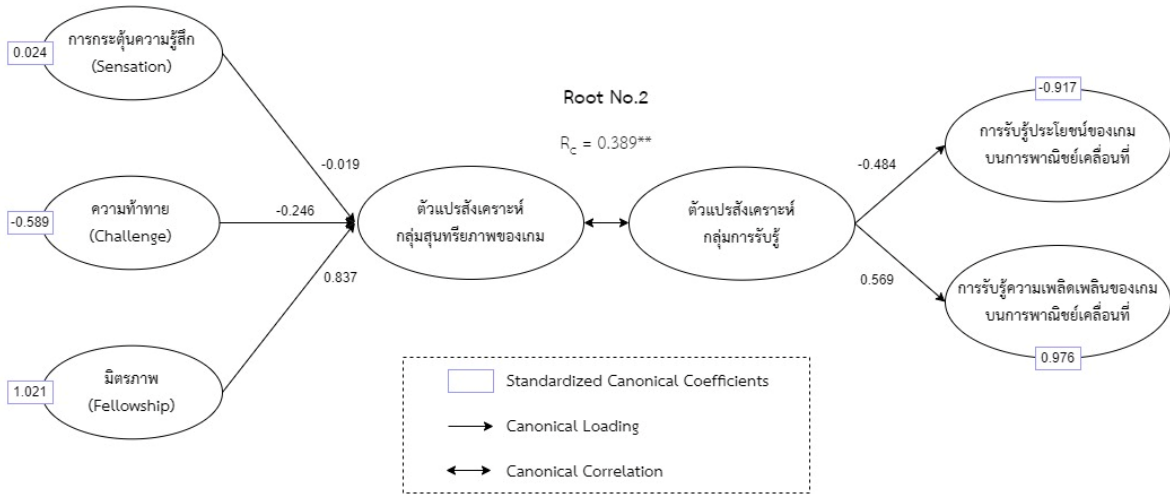 การกระตุ้นความรู้สึก
(Sensation)
0.024
ความท้าทาย
(Challenge)
-0.589
มิตรภาพ
(Fellowship)
1.021
-0.019
-0.246
0.837
Root No.2
R_c = 0.389**
ตัวแปรสังเคราะห์
กลุ่มสุนทรียภาพของเกม
ตัวแปรสังเคราะห์
กลุ่มการรับรู้
-0.484
0.569
-0.917
การรับรู้ประโยชน์ของเกม
บนการพาณิชย์เคลื่อนที่
การรับรู้ความเพลิดเพลินของเกม
บนการพาณิชย์เคลื่อนที่
0.976
Standardized Canonical Coefficients
Canonical Loading
Canonical Correlation